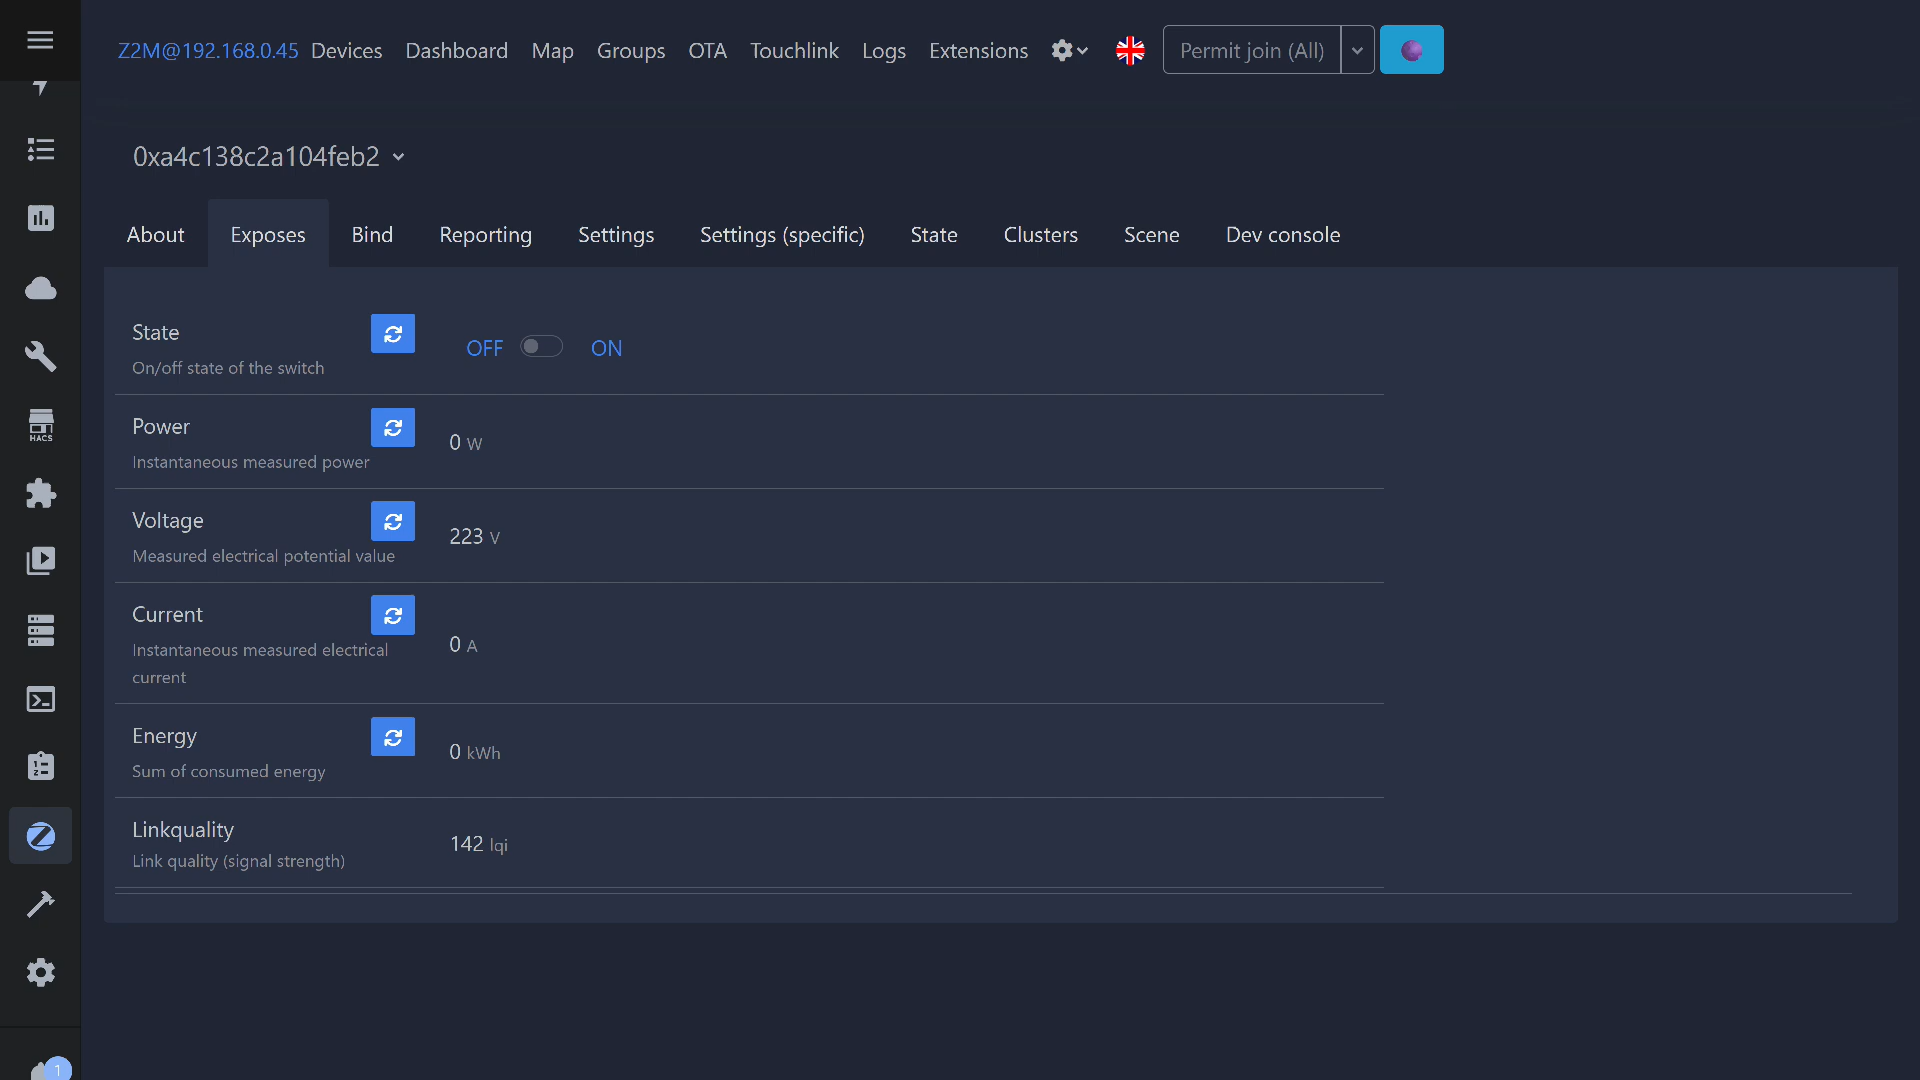 Z2M@192.168.0.45 Devices Dashboard Map Groups OTA Touchlink Logs Extensions Permit join (All)
0xa4c138c2a104feb2
About Exposes Bind Reporting Settings Settings (specific) State Clusters Scene Dev console
State
OFF ON
On/off state of the switch
Power
0 W
Instantaneous measured power
Voltage
223 V
Measured electrical potential value
Current
Instantaneous measured electrical
0 A
current
Energy
0 kWh
Sum of consumed energy
Linkquality
142 lqi
Link quality (signal strength)
HACS
1